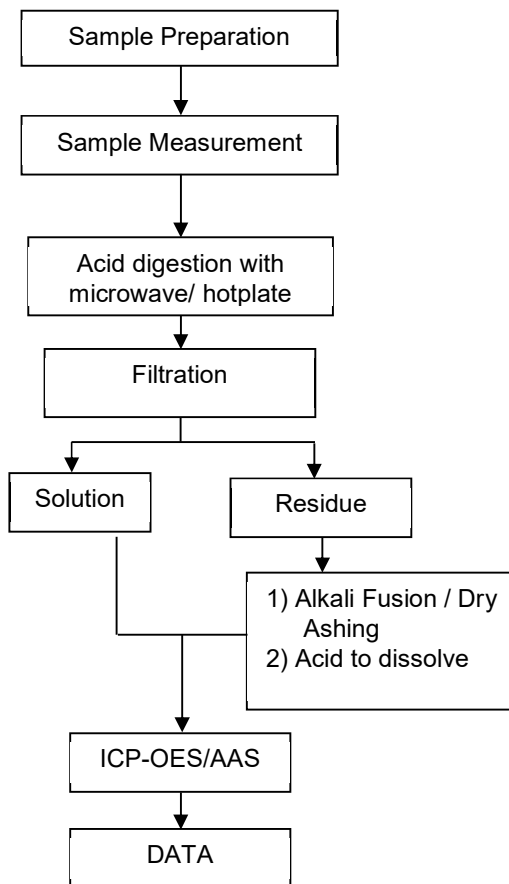 Sample Preparation
Sample Measurement
Acid digestion with
microwave/ hotplate
Filtration
Solution
Residue
1) Alkali Fusion / Dry
Ashing
2) Acid to dissolve
ICP-OES/AAS
DATA